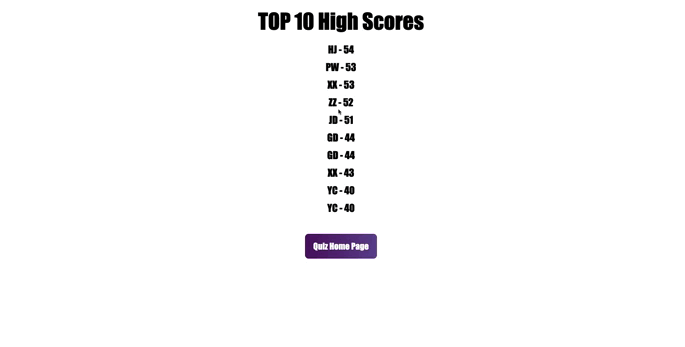 TOP 10 High Scores
HJ - 54
PW - 53
XX - 53
ZZ - 52
JD - 51
GD - 44
GD - 44
XX - 43
YC - 40
YC - 40
Quiz Home Page